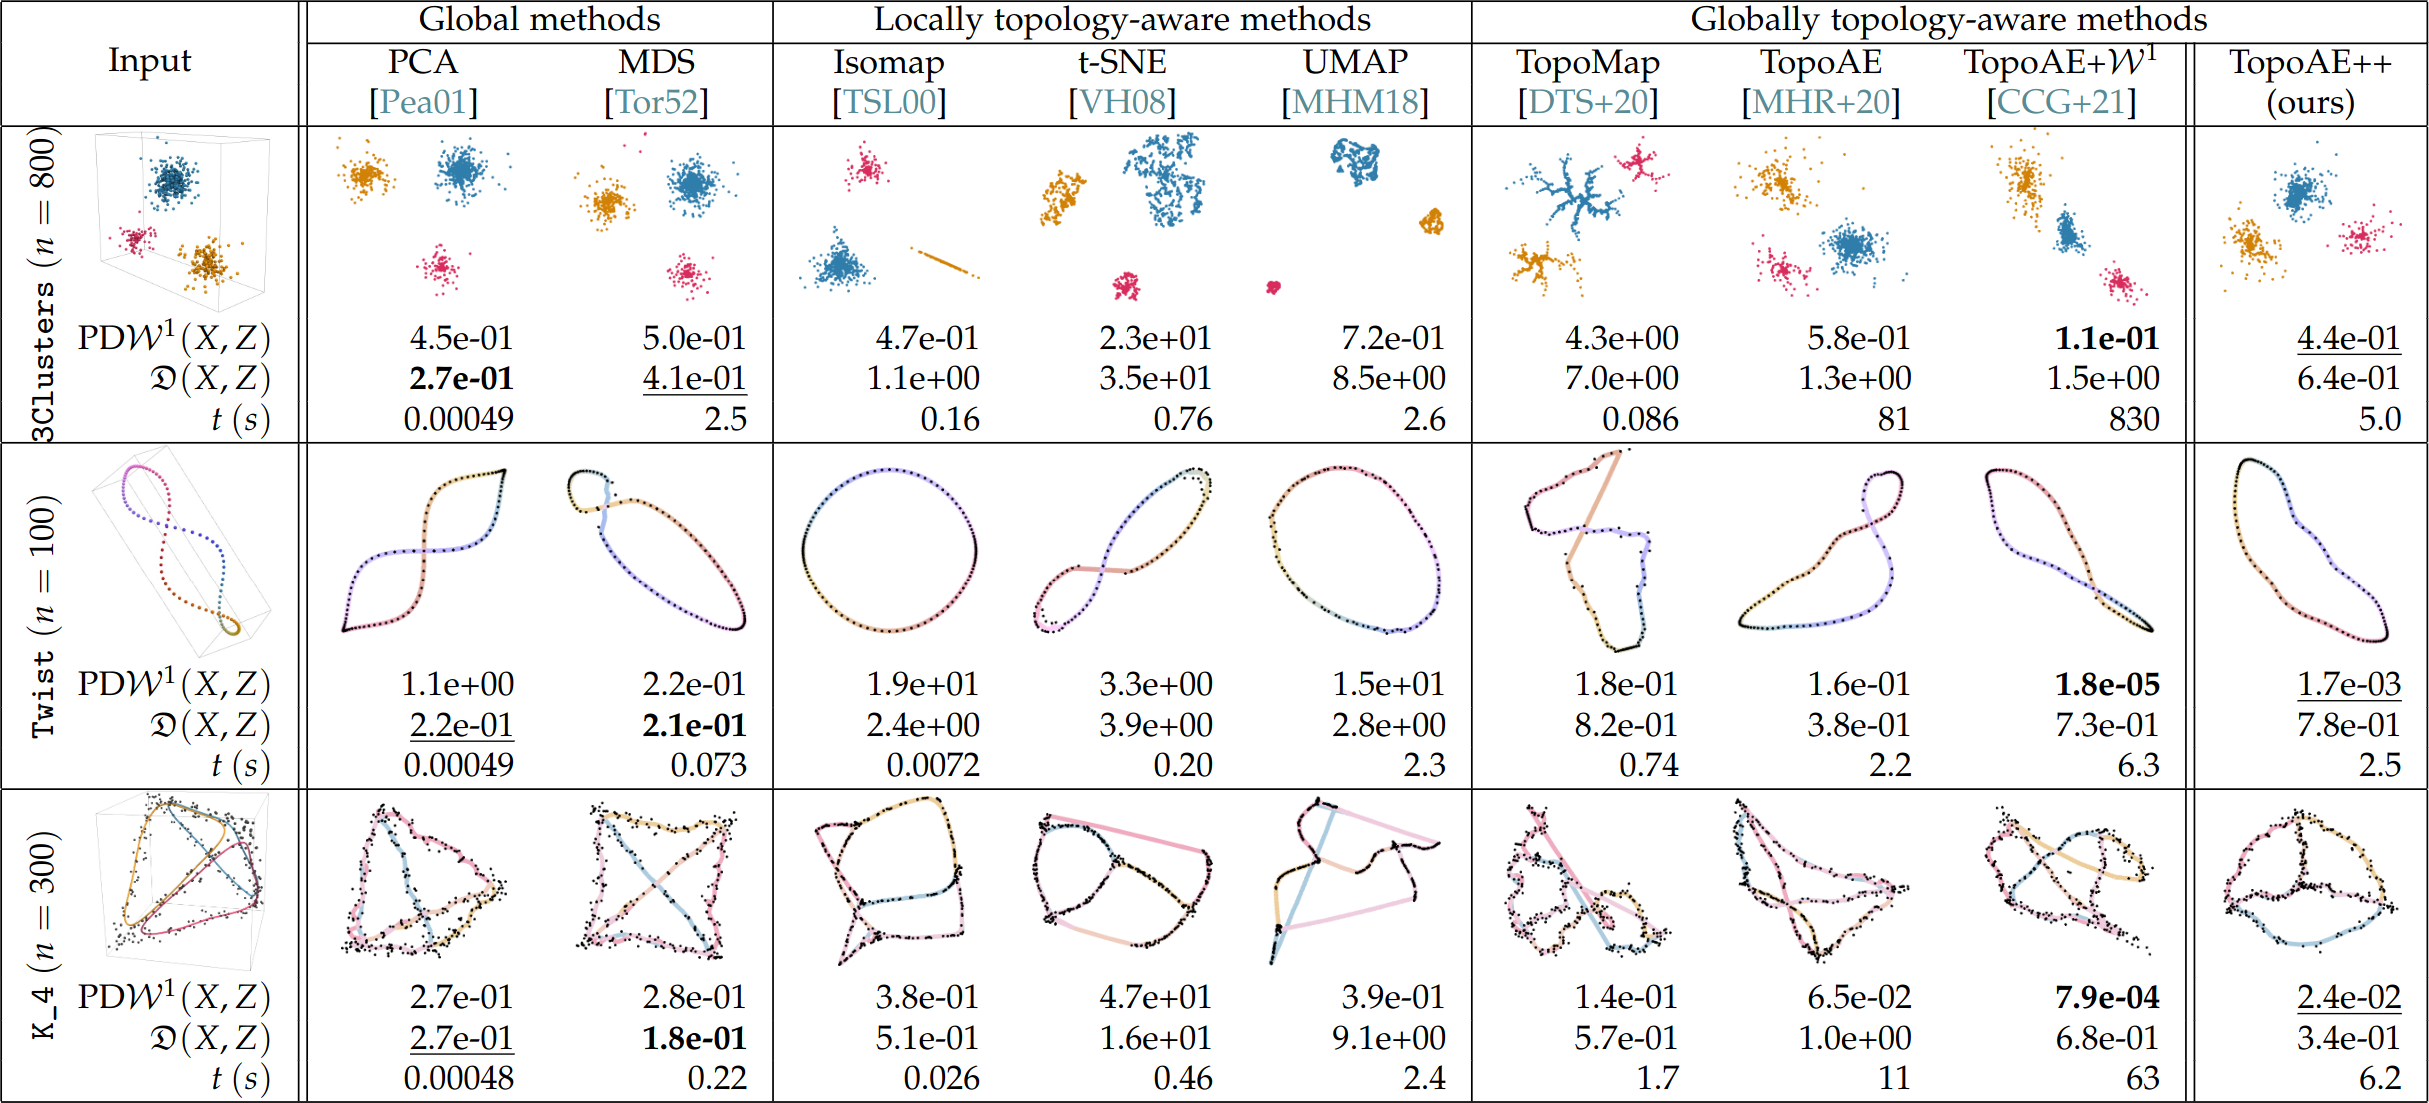 Input Global methods Locally topology-aware methods Globally topology-aware methods
PCA MDS Isomap t-SNE UMAP TopoMap TopoAE TopoAE+𝒲¹ TopoAE++
[Pea01] [Tor52] [TSL00] [VH08] [MHM18] [DTS+20] [MHR+20] [CCG+21] (ours)
3Clusters (n = 800)
PD𝒲¹(X, Z) 4.5e-01 5.0e-01 4.7e-01 2.3e+01 7.2e-01 4.3e+00 5.8e-01 1.1e-01 4.4e-01
𝔇(X, Z) 2.7e-01 4.1e-01 1.1e+00 3.5e+01 8.5e+00 7.0e+00 1.3e+00 1.5e+00 6.4e-01
t (s) 0.00049 2.5 0.16 0.76 2.6 0.086 81 830 5.0
Twist (n = 100)
PD𝒲¹(X, Z) 1.1e+00 2.2e-01 1.9e+01 3.3e+00 1.5e+01 1.8e-01 1.6e-01 1.8e-05 1.7e-03
𝔇(X, Z) 2.2e-01 2.1e-01 2.4e+00 3.9e+00 2.8e+00 8.2e-01 3.8e-01 7.3e-01 7.8e-01
t (s) 0.00049 0.073 0.0072 0.20 2.3 0.74 2.2 6.3 2.5
K_4 (n = 300)
PD𝒲¹(X, Z) 2.7e-01 2.8e-01 3.8e-01 4.7e+01 3.9e-01 1.4e-01 6.5e-02 7.9e-04 2.4e-02
𝔇(X, Z) 2.7e-01 1.8e-01 5.1e-01 1.6e+01 9.1e+00 5.7e-01 1.0e+00 6.8e-01 3.4e-01
t (s) 0.00048 0.22 0.026 0.46 2.4 1.7 11 63 6.2